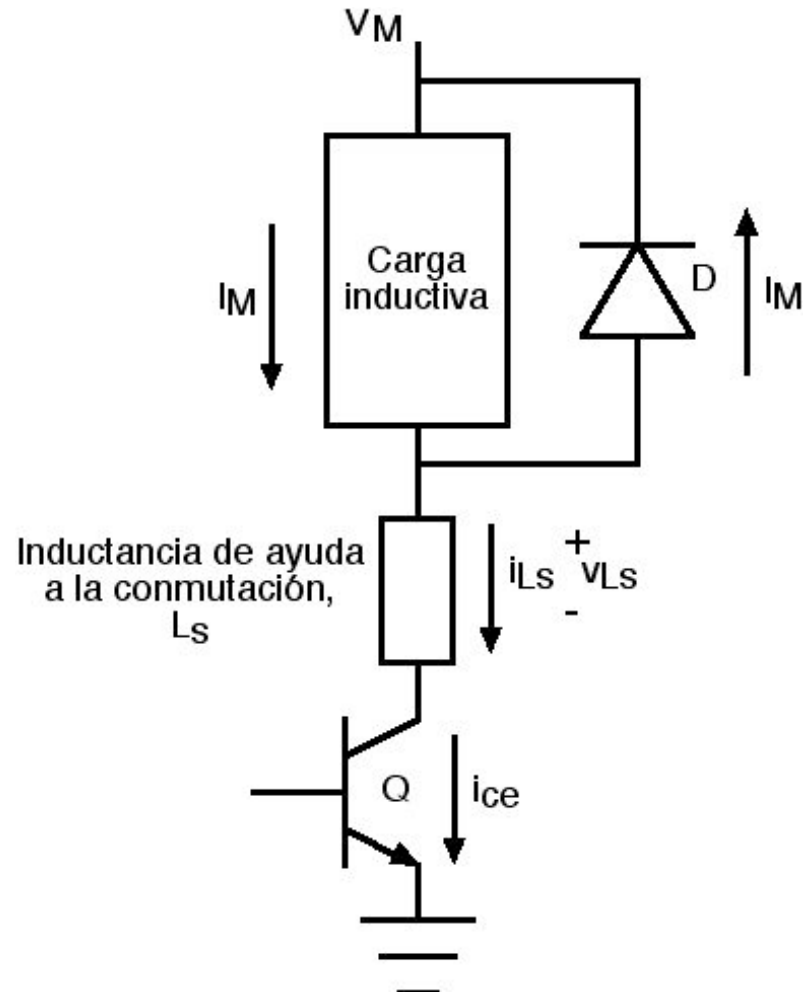 VM
Carga
inductiva
IM
D
IM
Inductancia de ayuda
a la conmutación,
LS
iLs
+
vLs
-
Q
ice